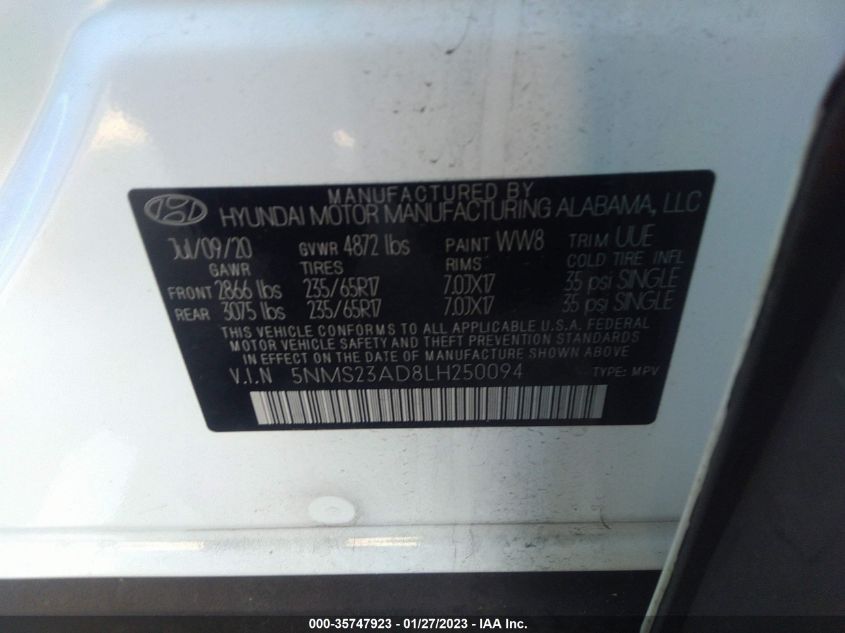 MANUFACTURED BY
HYUNDAI MOTOR MANUFACTURING ALABAMA, LLC
Jul/09/20 GVWR 4872 lbs PAINT WW8 TRIM UUE
GAWR TIRES RIMS COLD TIRE INFL
FRONT 2866 lbs 235/65R17 7.0JX17 35 psi SINGLE
REAR 3075 lbs 235/65R17 7.0JX17 35 psi SINGLE
THIS VEHICLE CONFORMS TO ALL APPLICABLE U.S.A. FEDERAL
MOTOR VEHICLE SAFETY AND THEFT PREVENTION STANDARDS
IN EFFECT ON THE DATE OF MANUFACTURE SHOWN ABOVE.
V.I.N 5NMS23AD8LH250094 TYPE: MPV
000-35747923 - 01/27/2023 - IAA Inc.